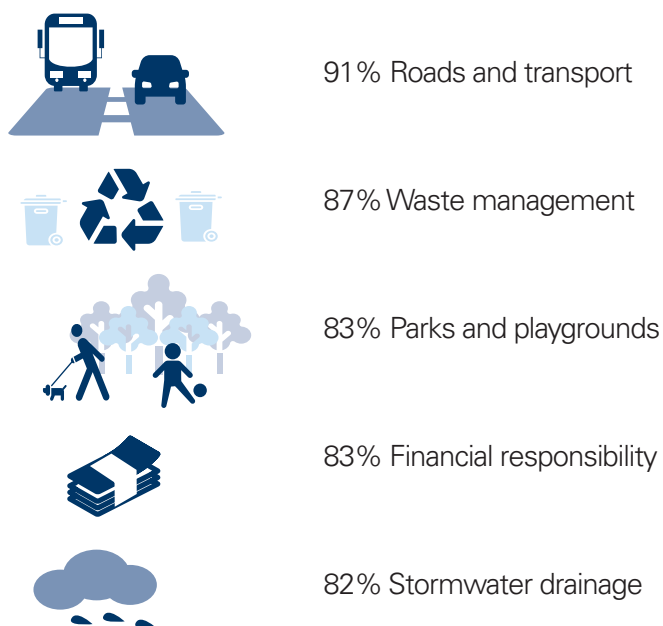 91% Roads and transport
87% Waste management
83% Parks and playgrounds
83% Financial responsibility
82% Stormwater drainage